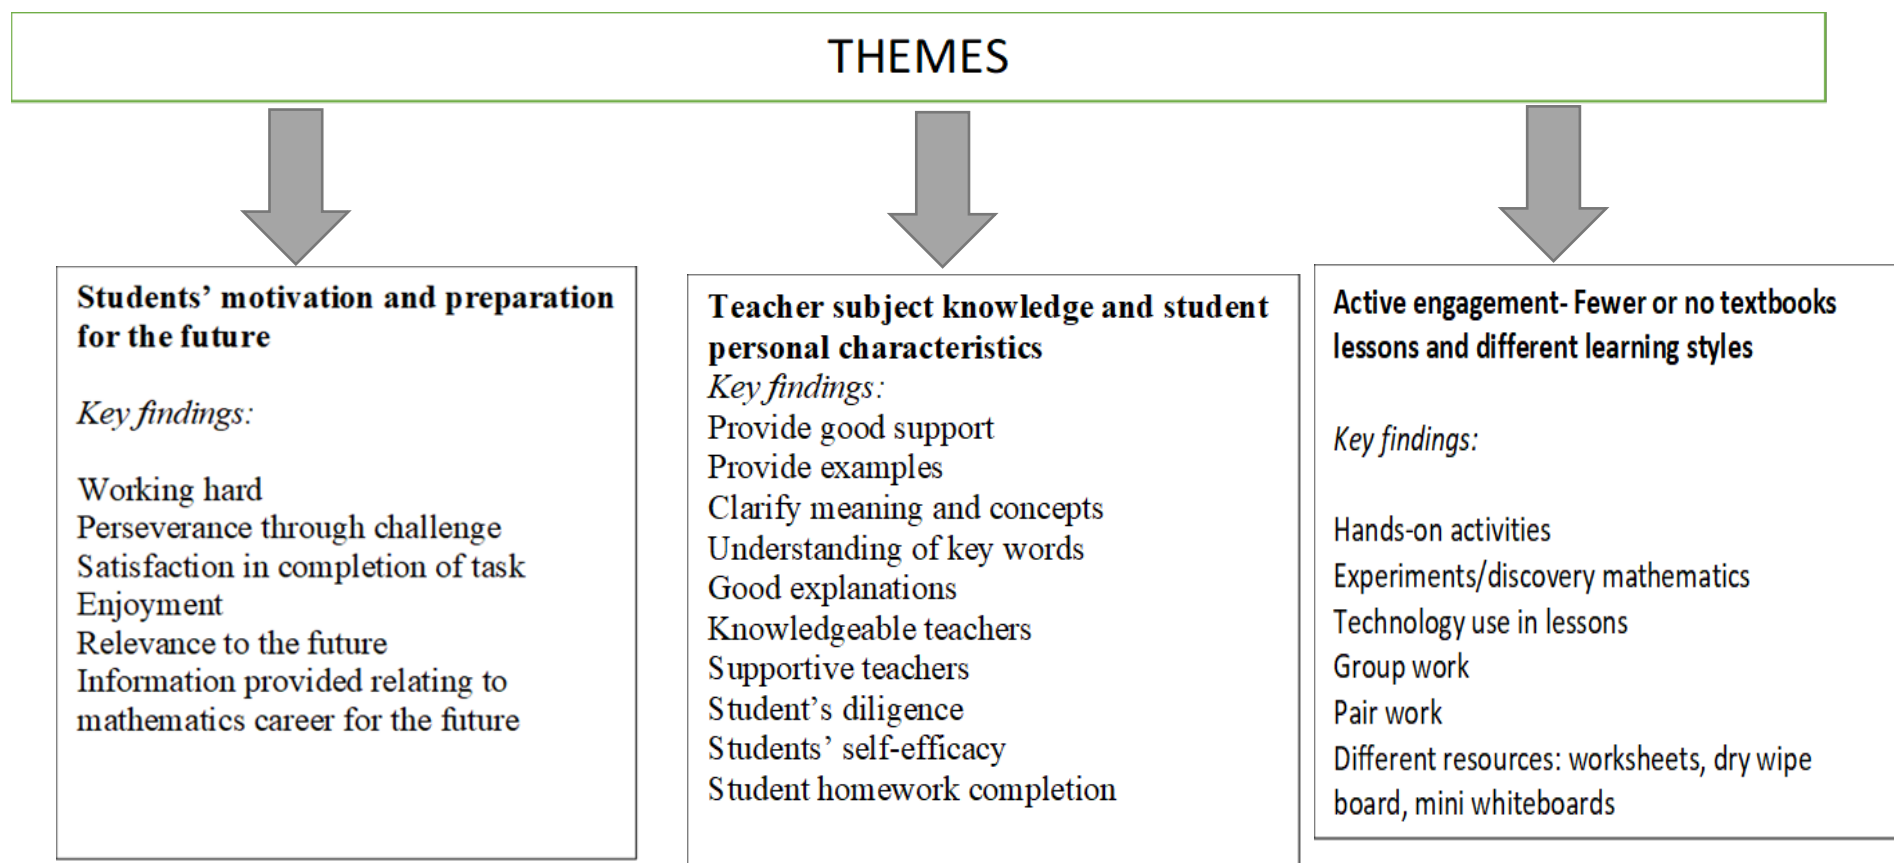 THEMES
Students’ motivation and preparation
for the future
Key findings:
Working hard
Perseverance through challenge
Satisfaction in completion of task
Enjoyment
Relevance to the future
Information provided relating to
mathematics career for the future
Teacher subject knowledge and student
personal characteristics
Key findings:
Provide good support
Provide examples
Clarify meaning and concepts
Understanding of key words
Good explanations
Knowledgeable teachers
Supportive teachers
Student’s diligence
Students’ self-efficacy
Student homework completion
Active engagement- Fewer or no textbooks
lessons and different learning styles
Key findings:
Hands-on activities
Experiments/discovery mathematics
Technology use in lessons
Group work
Pair work
Different resources: worksheets, dry wipe
board, mini whiteboards